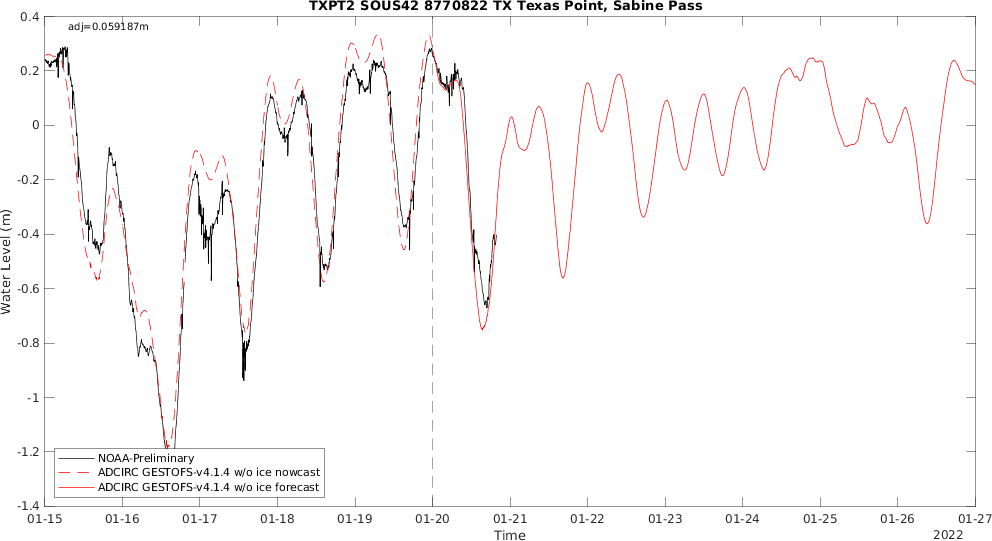 TXPT2 SOUS42 8770822 TX Texas Point, Sabine Pass
adj=0.059187m
0.4
0.2
0
-0.2
-0.4
-0.6
-0.8
-1
-1.2
-1.4
Water Level (m)
NOAA-Preliminary
ADCIRC GESTOFS-v4.1.4 w/o ice nowcast
ADCIRC GESTOFS-v4.1.4 w/o ice forecast
01-15 01-16 01-17 01-18 01-19 01-20 01-21 01-22 01-23 01-24 01-25 01-26 01-27
Time
2022